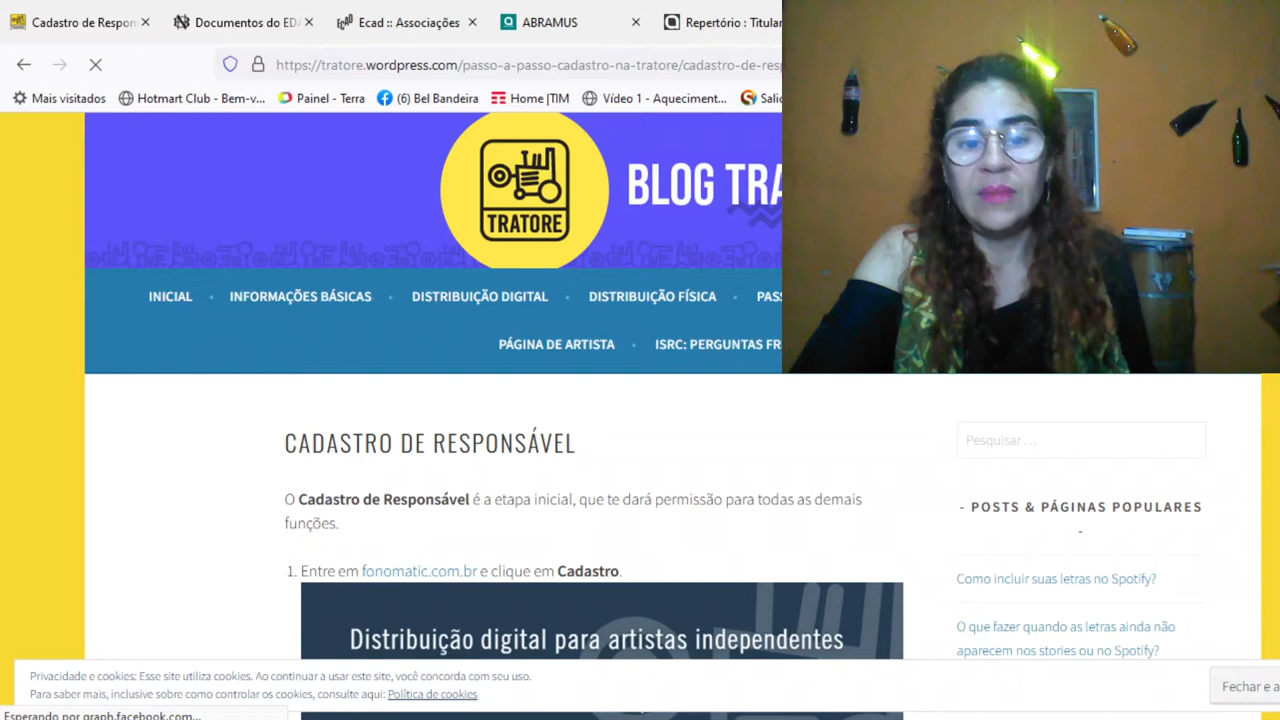 Cadastro de Respon
Documentos do EDA
Ecad :: Associações
ABRAMUS
Repertório : Titular
https://tratore.wordpress.com/passo-a-passo-cadastro-na-tratore/cadastro-de-resp
Mais visitados
Hotmart Club - Bem-v...
Painel - Terra
(6) Bel Bandeira
Home |TIM
Vídeo 1 - Aqueciment...
Salic
TRATORE
BLOG TRA
INICIAL
INFORMAÇÕES BÁSICAS
DISTRIBUIÇÃO DIGITAL
DISTRIBUIÇÃO FÍSICA
PAS
PÁGINA DE ARTISTA
ISRC: PERGUNTAS FR
CADASTRO DE RESPONSÁVEL
O Cadastro de Responsável é a etapa inicial, que te dará permissão para todas as demais
funções.
1. Entre em fonomatic.com.br e clique em Cadastro.
Distribuição digital para artistas independentes
Pesquisar …
- POSTS & PÁGINAS POPULARES
-
Como incluir suas letras no Spotify?
O que fazer quando as letras ainda não
aparecem nos stories ou no Spotify?
Privacidade e cookies: Esse site utiliza cookies. Ao continuar a usar este site, você concorda com seu uso.
Para saber mais, inclusive sobre como controlar os cookies, consulte aqui: Política de cookies
Fechar e a
Esperando por graph.facebook.com...